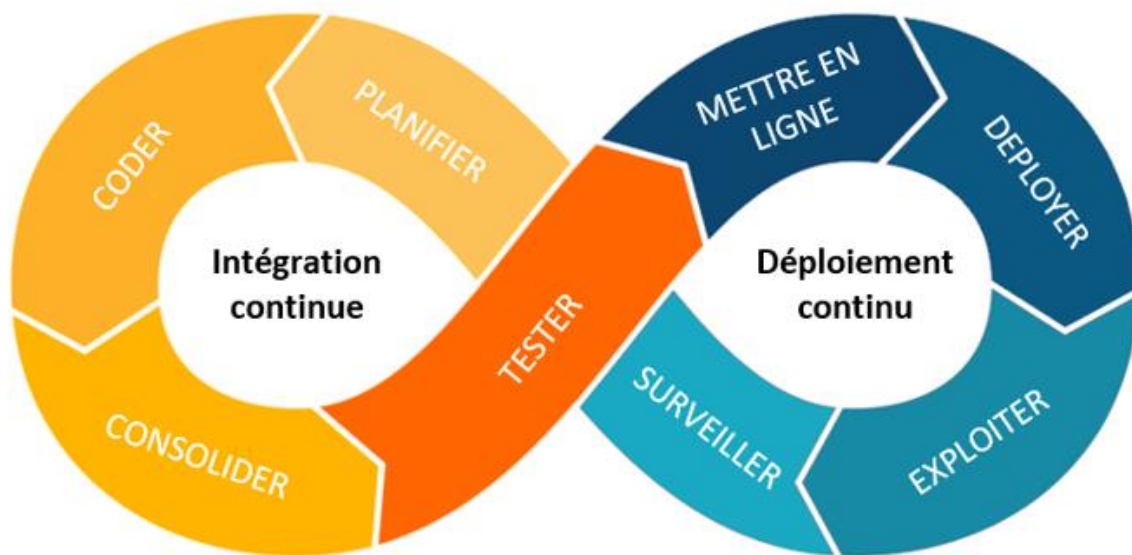 PLANIFIER
CODER
CONSOLIDER
TESTER
METTRE EN
LIGNE
DEPLOYER
EXPLOITER
SURVEILLER
Intégration
continue
Déploiement
continu